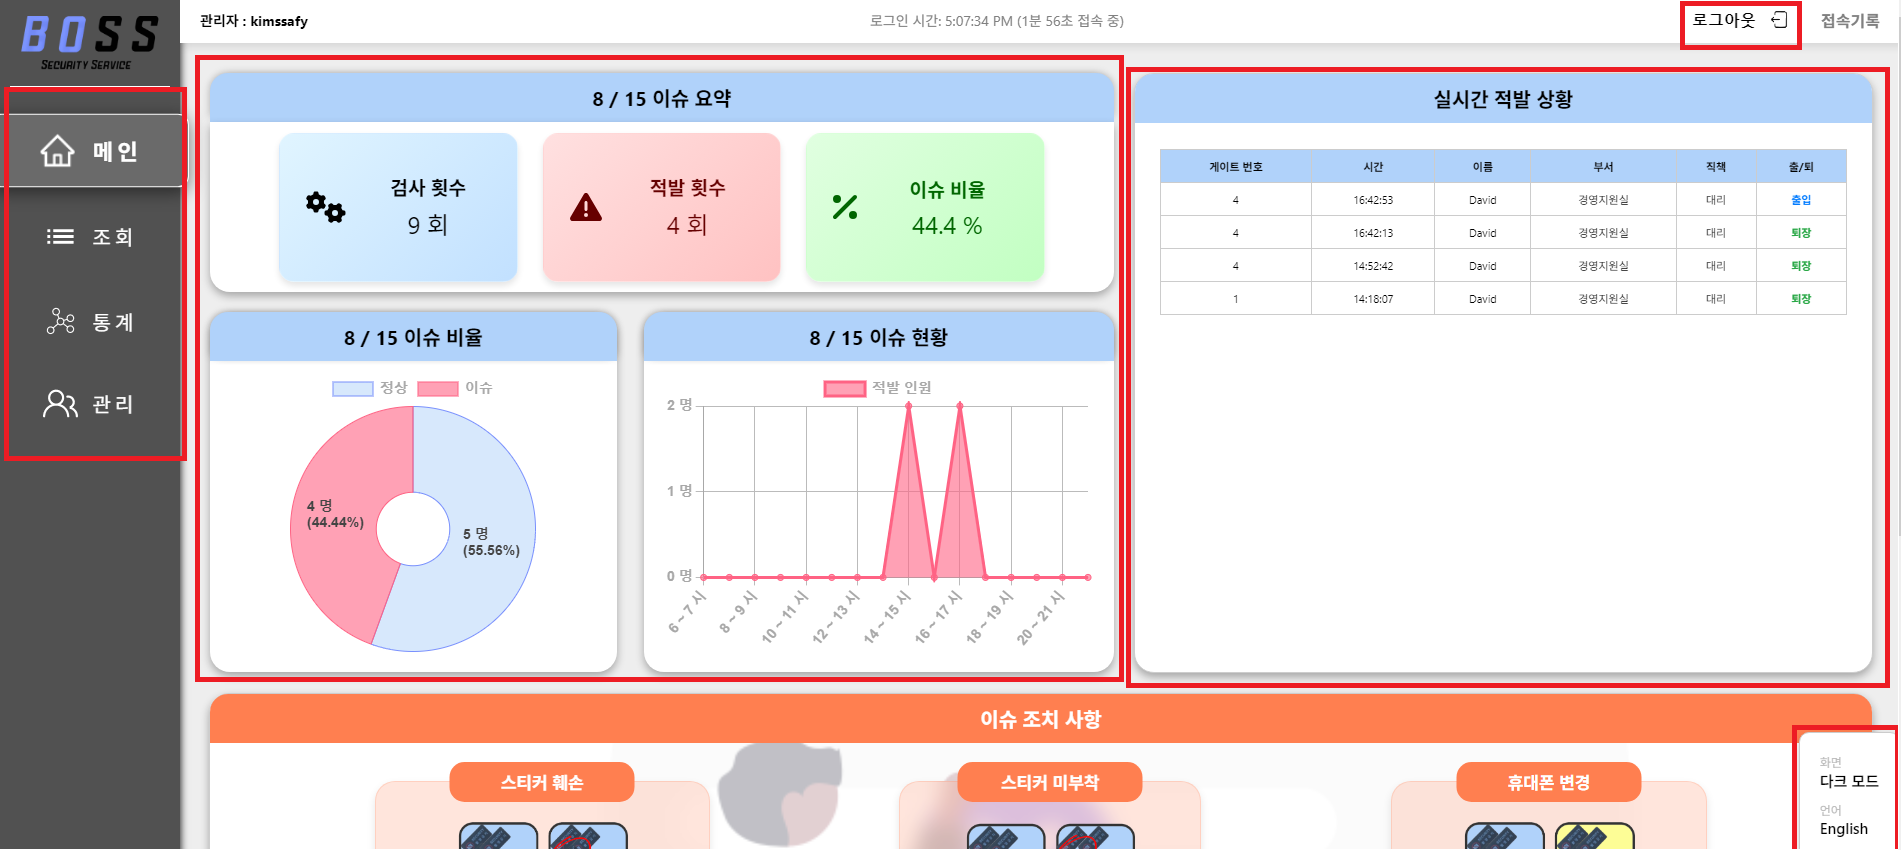 BOSS
SECURITY SERVICE
관리자 : kimssafy
로그인 시간: 5:07:34 PM (1분 56초 접속 중)
로그아웃
접속기록
메인
조회
통계
관리
8 / 15 이슈 요약
검사 횟수
9 회
적발 횟수
4 회
이슈 비율
44.4 %
8 / 15 이슈 비율
정상 이슈
4 명
(44.44%)
5 명
(55.56%)
8 / 15 이슈 현황
적발 인원
2 명
1 명
0 명
6 ~ 7 시
8 ~ 9 시
10 ~ 11 시
12 ~ 13 시
14 ~ 15 시
16 ~ 17 시
18 ~ 19 시
20 ~ 21 시
실시간 적발 상황
게이트 번호 시간 이름 부서 직책 출/퇴
4 16:42:53 David 경영지원실 대리 출입
4 16:42:13 David 경영지원실 대리 퇴장
4 14:52:42 David 경영지원실 대리 퇴장
1 14:18:07 David 경영지원실 대리 퇴장
이슈 조치 사항
스티커 훼손
스티커 미부착
휴대폰 변경
화면
다크 모드
언어
English